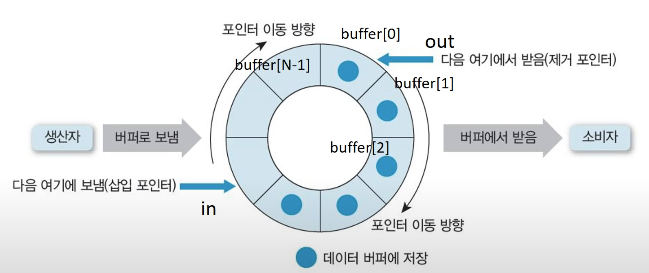 포인터 이동 방향
buffer[0]
out
다음 여기에서 받음(제거 포인터)
buffer[N-1]
buffer[1]
생산자
버퍼로 보냄
buffer[2]
버퍼에서 받음
소비자
다음 여기에 보냄(삽입 포인터)
in
포인터 이동 방향
데이터 버퍼에 저장